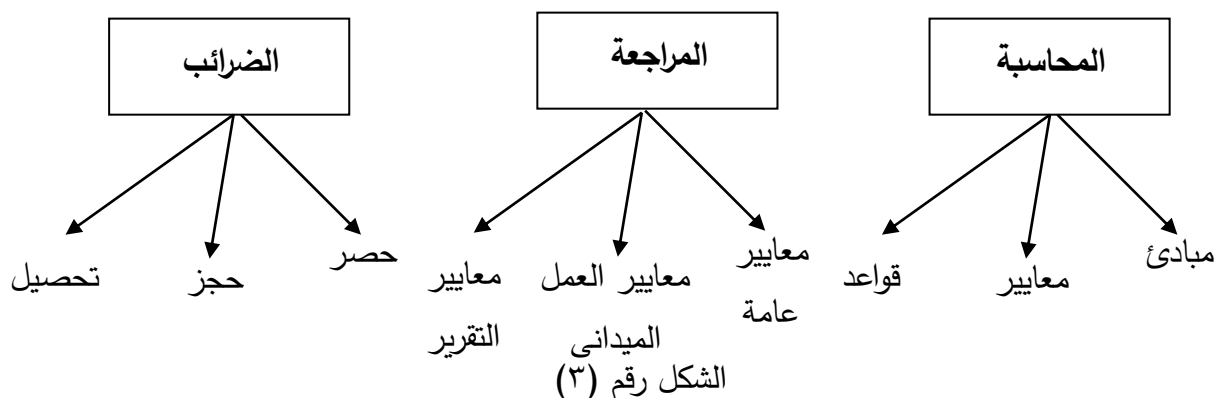 المحاسبة
المراجعة
الضرائب
مبادئ
معايير
قواعد
معايير
عامة
معايير العمل
الميدانى
معايير
التقرير
حصر
حجز
تحصيل
الشكل رقم (٣)